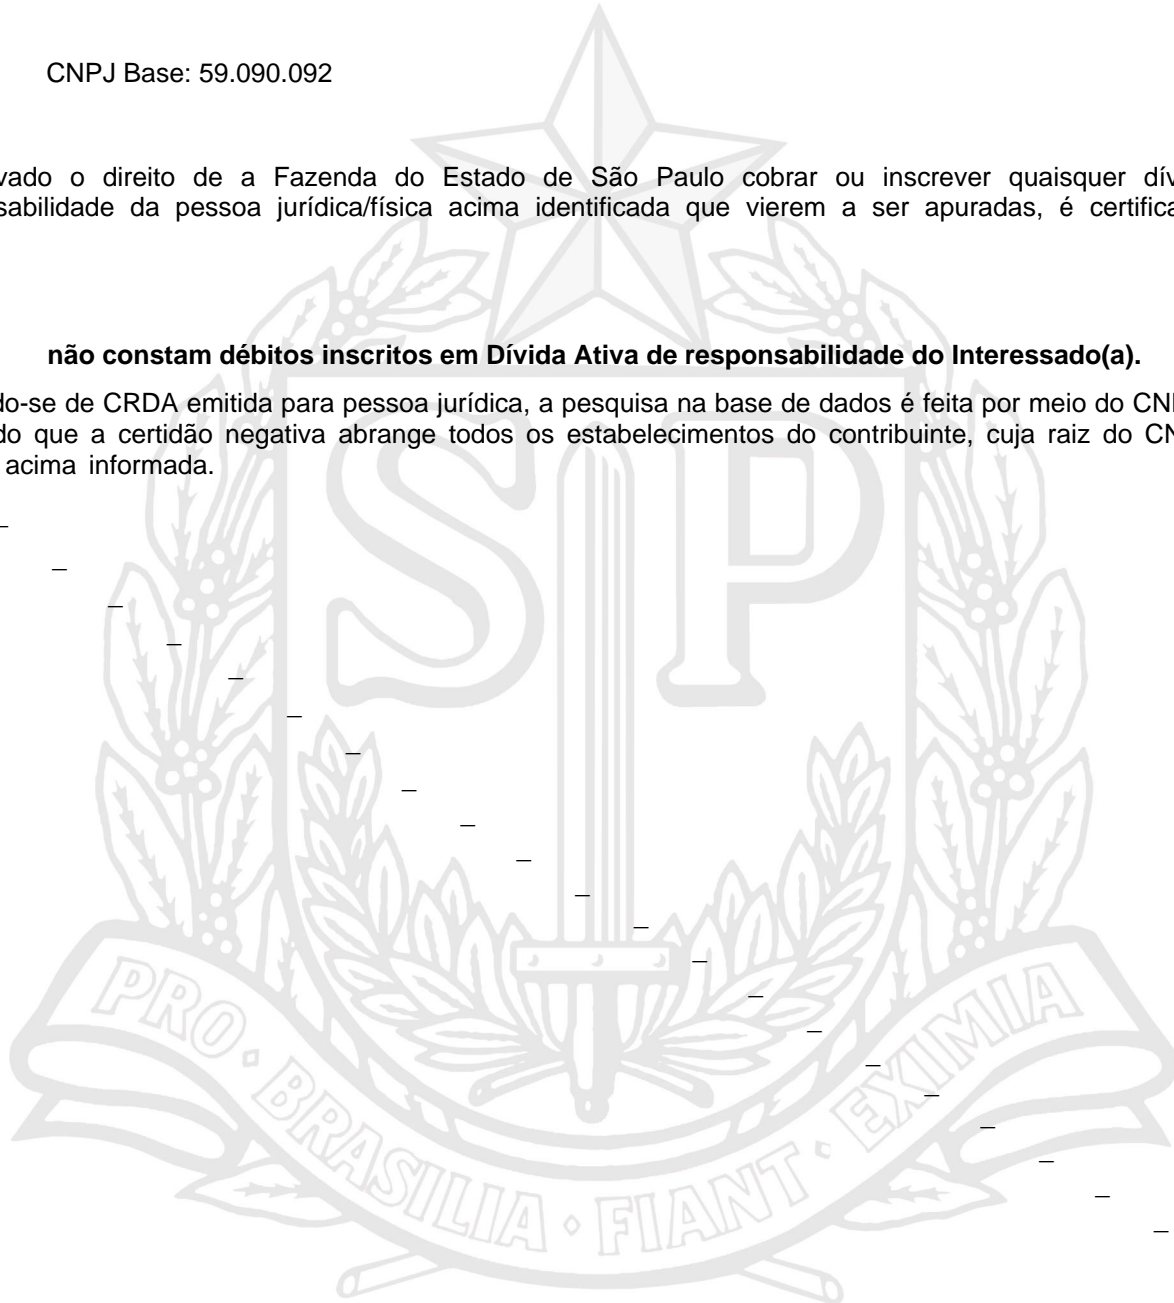 CNPJ Base: 59.090.092
vado o direito de a Fazenda do Estado de São Paulo cobrar ou inscrever quaisquer dív
sabilidade da pessoa jurídica/física acima identificada que vierem a ser apuradas, é certifica
não constam débitos inscritos em Dívida Ativa de responsabilidade do Interessado(a).
do-se de CRDA emitida para pessoa jurídica, a pesquisa na base de dados é feita por meio do CN
do que a certidão negativa abrange todos os estabelecimentos do contribuinte, cuja raiz do CN
acima informada.
SP
PRO · BRASILIA · FIANT · EXIMIA